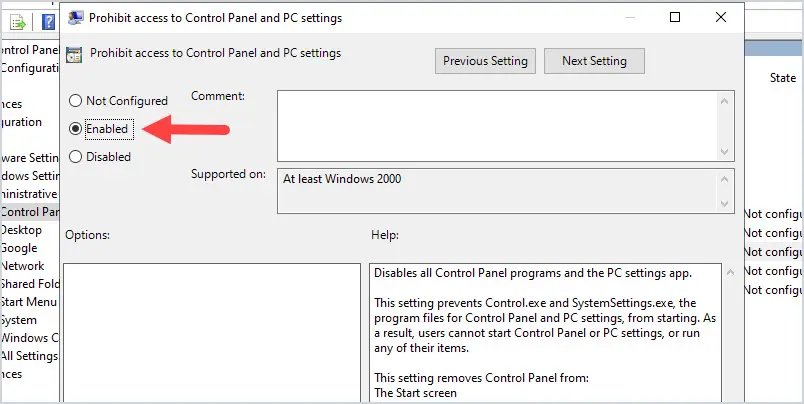 Prohibit access to Control Panel and PC settings
Prohibit access to Control Panel and PC settings
Previous Setting
Next Setting
Not Configured
Enabled
Disabled
Comment:
Supported on:
At least Windows 2000
Options:
Help:
Disables all Control Panel programs and the PC settings app.
This setting prevents Control.exe and SystemSettings.exe, the
program files for Control Panel and PC settings, from starting. As
a result, users cannot start Control Panel or PC settings, or run
any of their items.
This setting removes Control Panel from:
The Start screen
ontrol Panel
Configuratio
nces
guration
ware Settin
dows Settin
ministrative
Control Pan
Desktop
Google
Network
Shared Fold
Start Menu
System
Windows C
All Settings
nces
State
Not configu
Not configu
Not configu
Not configu
Not configu